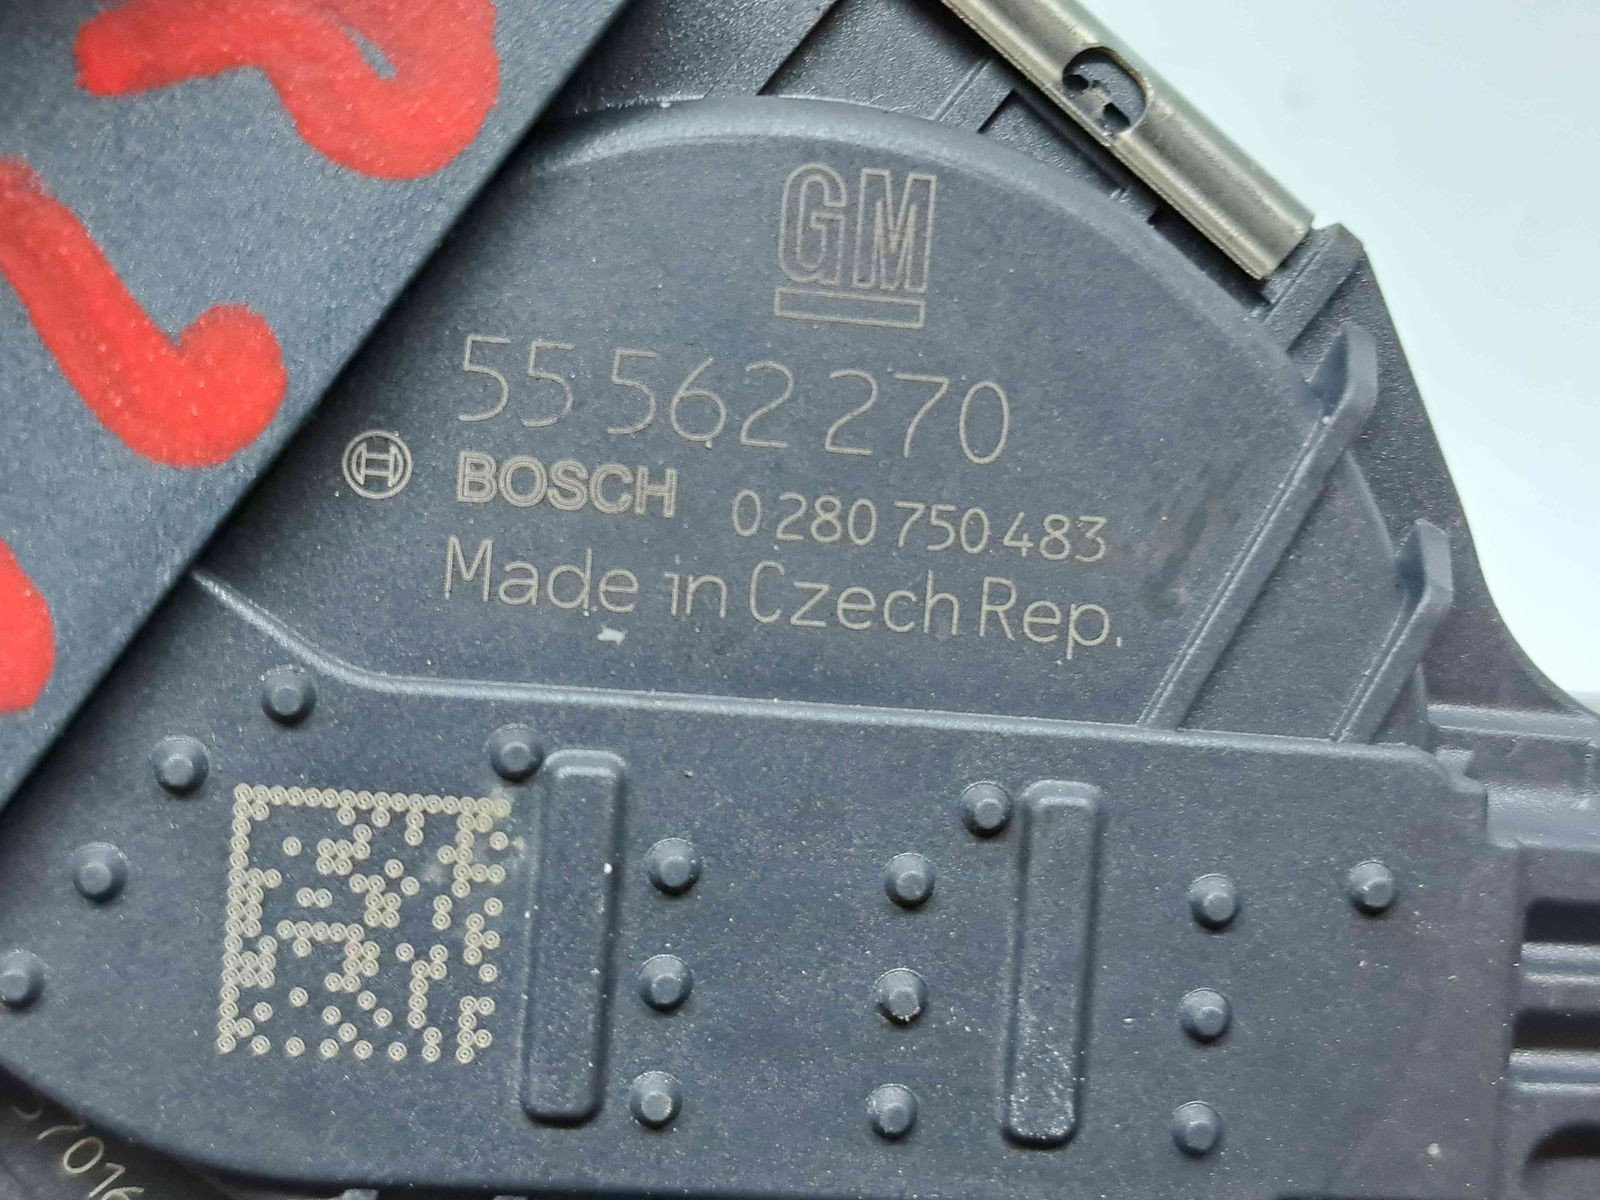 GM
55 562 270
BOSCH 0 280 750 483
Made in Czech Rep.